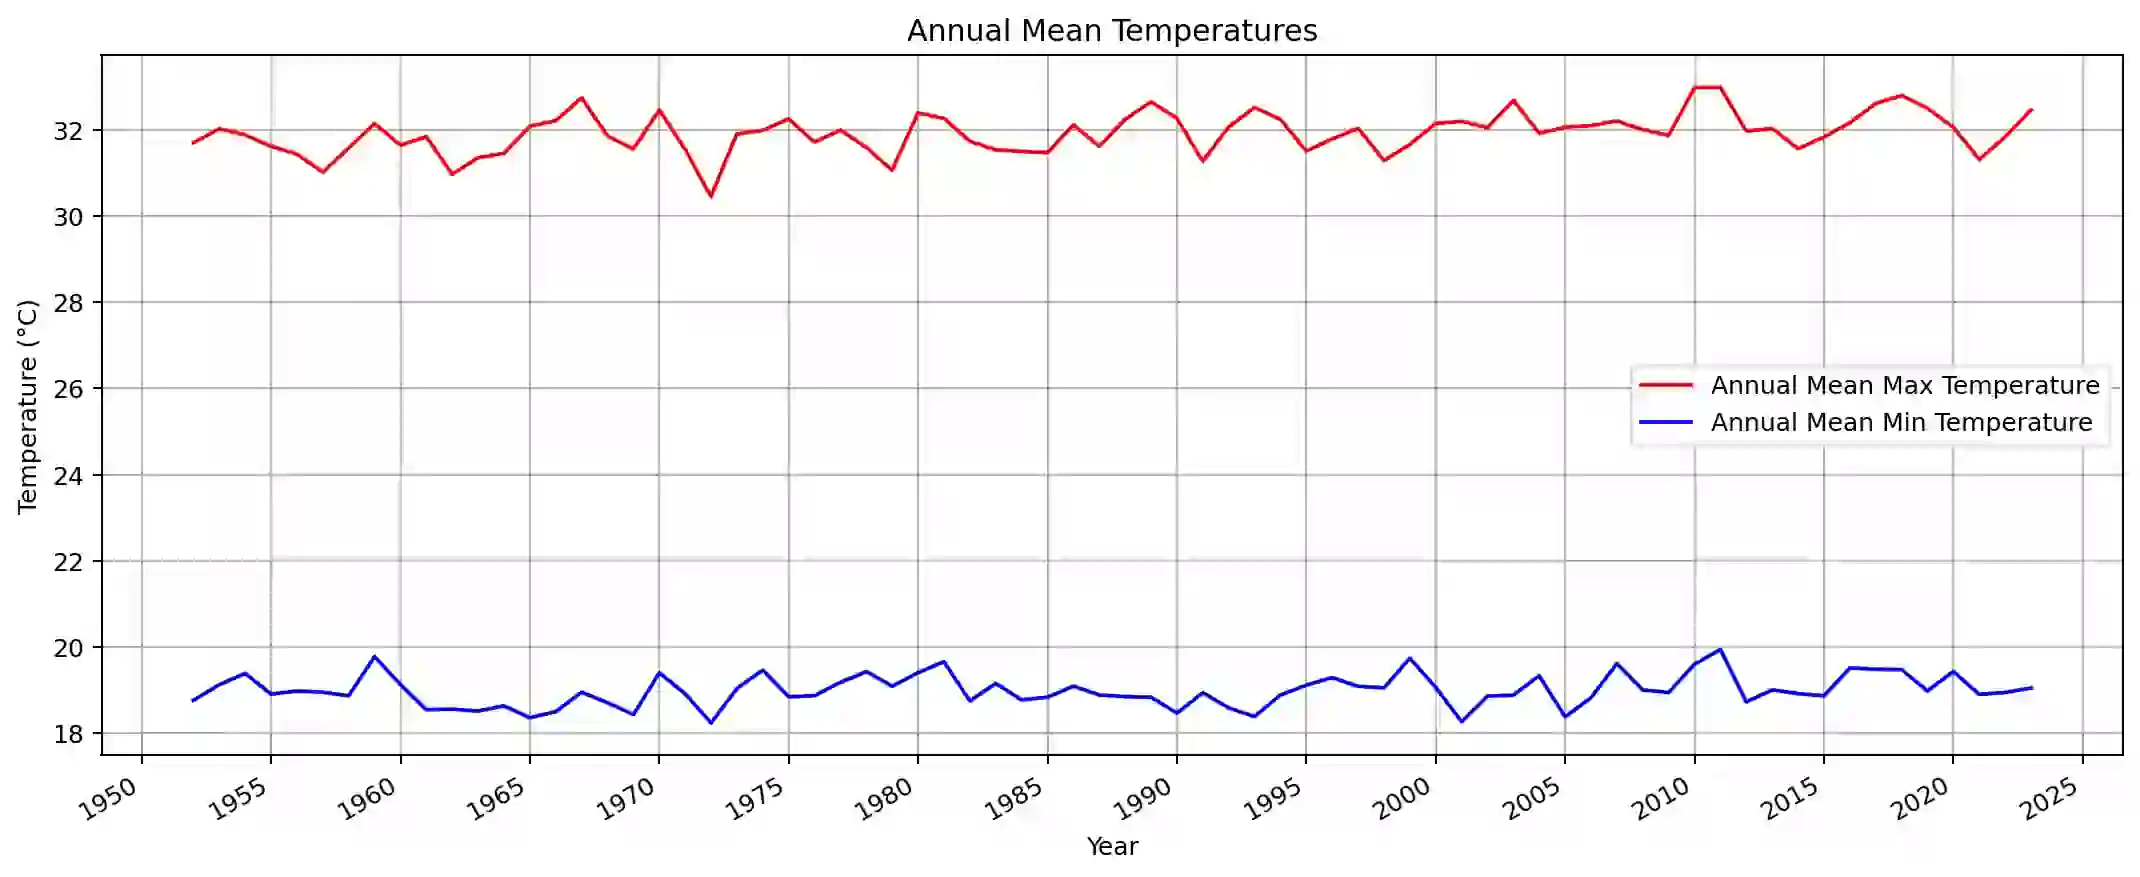 Annual Mean Temperatures
Temperature (°C)
32
30
28
26
24
22
20
18
Annual Mean Max Temperature
Annual Mean Min Temperature
1950 1955 1960 1965 1970 1975 1980 1985 1990 1995 2000 2005 2010 2015 2020 2025
Year